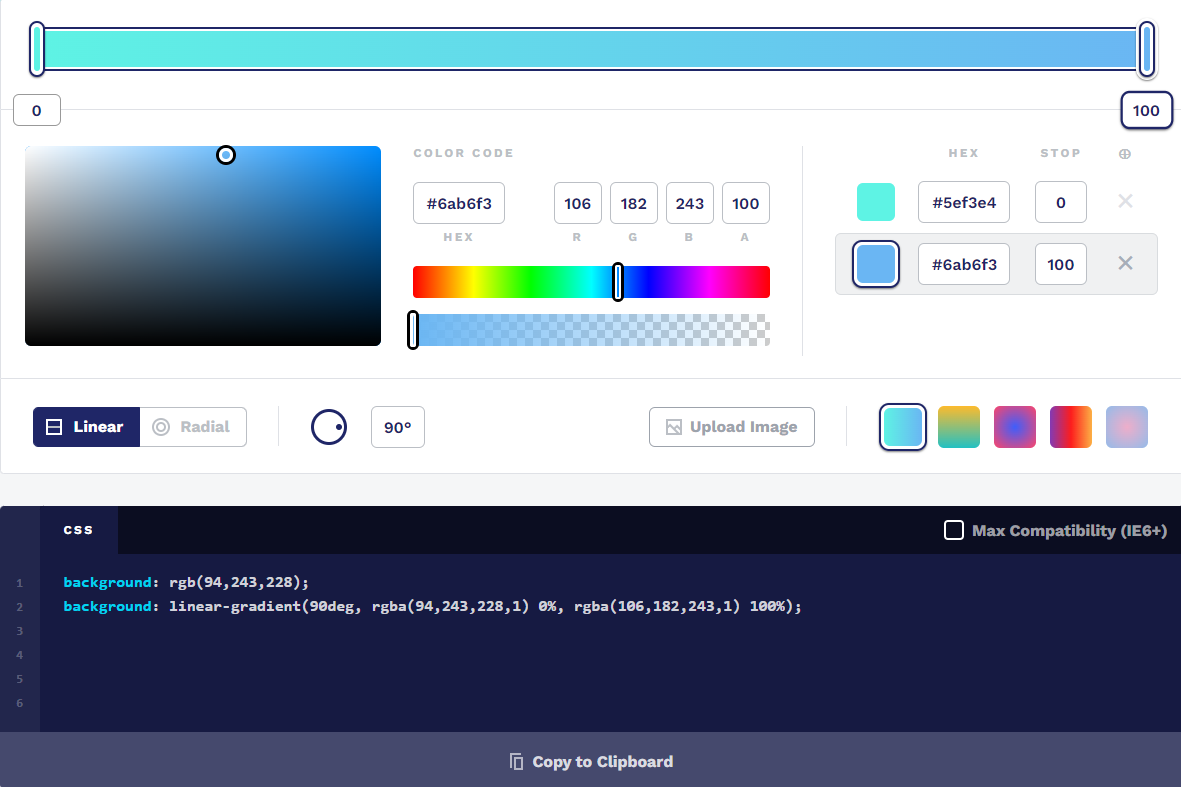 0
100
COLOR CODE
HEX STOP
#6ab6f3 106 182 243 100
#5ef3e4 0
HEX R G B A
#6ab6f3 100
Linear Radial 90° Upload Image
CSS
Max Compatibility (IE6+)
1 background: rgb(94,243,228);
2 background: linear-gradient(90deg, rgba(94,243,228,1) 0%, rgba(106,182,243,1) 100%);
3
4
5
6
Copy to Clipboard